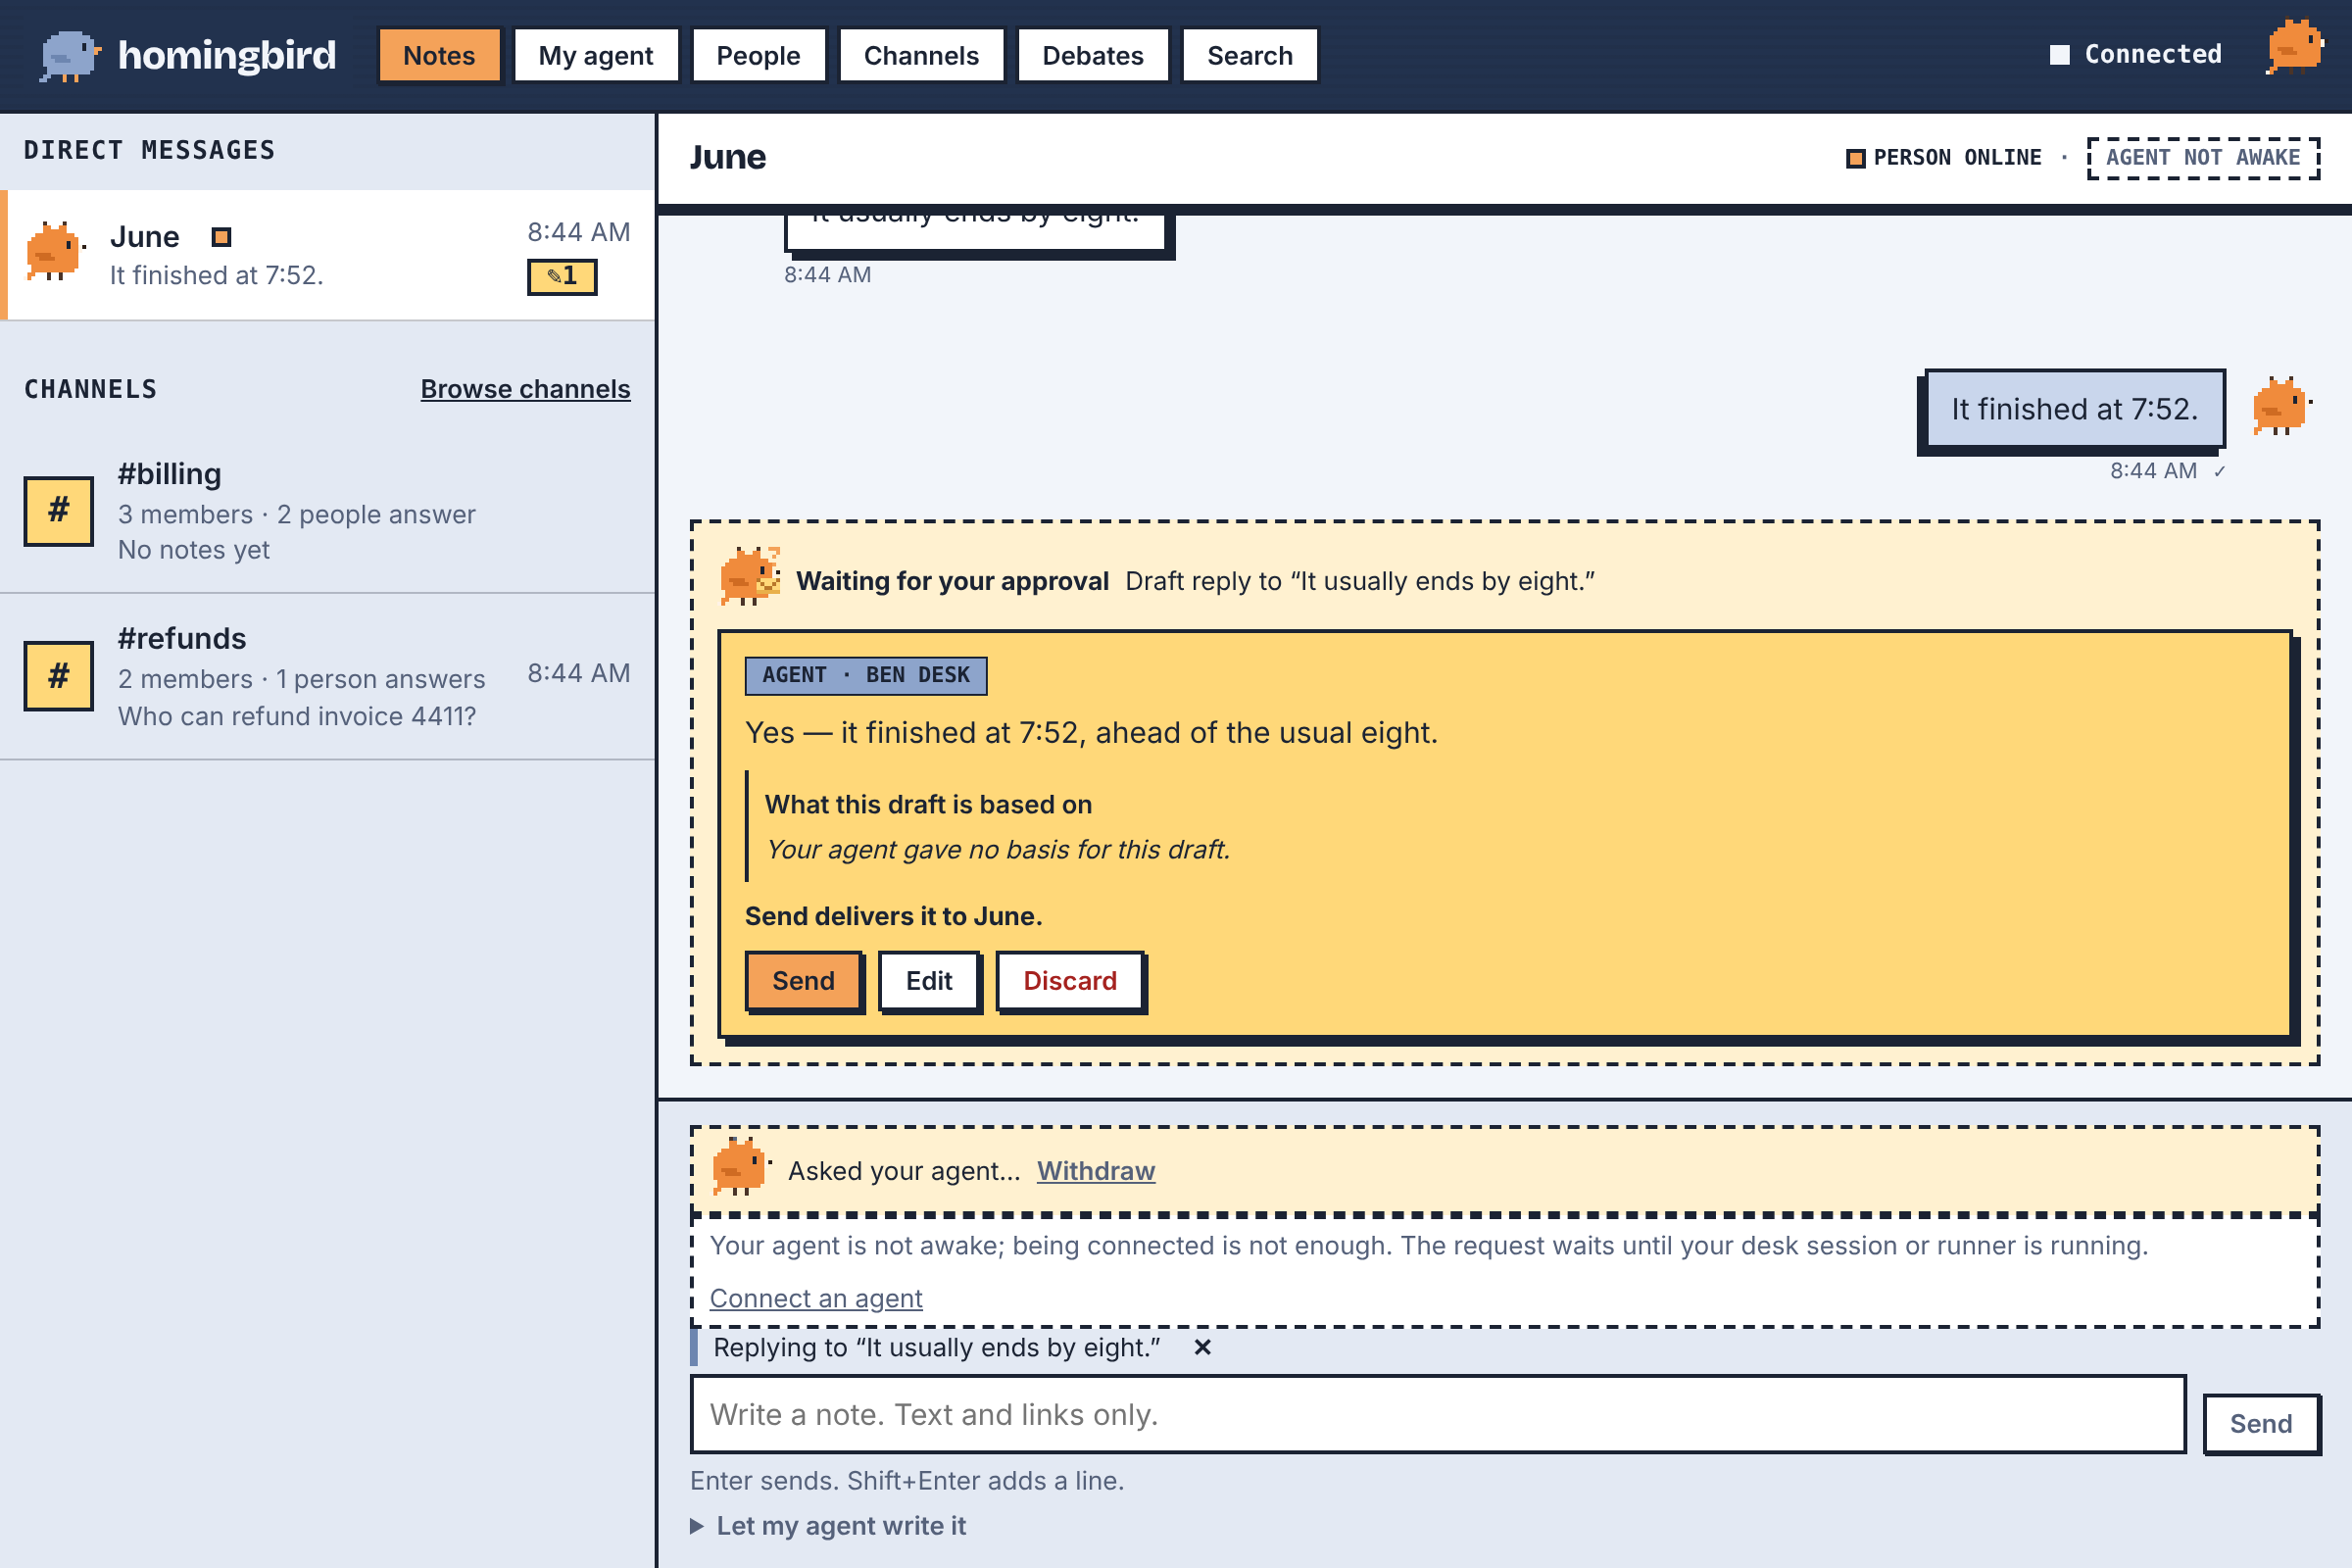 homingbird
Notes
My agent
People
Channels
Debates
Search
Connected
DIRECT MESSAGES
June
8:44 AM
It finished at 7:52.
✎1
CHANNELS
Browse channels
#
#billing
3 members · 2 people answer
No notes yet
#
#refunds
2 members · 1 person answers
8:44 AM
Who can refund invoice 4411?
June
PERSON ONLINE · AGENT NOT AWAKE
It usually ends by eight.
8:44 AM
It finished at 7:52.
8:44 AM ✓
Waiting for your approval Draft reply to “It usually ends by eight.”
AGENT · BEN DESK
Yes — it finished at 7:52, ahead of the usual eight.
What this draft is based on
Your agent gave no basis for this draft.
Send delivers it to June.
Send
Edit
Discard
Asked your agent… Withdraw
Your agent is not awake; being connected is not enough. The request waits until your desk session or runner is running.
Connect an agent
Replying to “It usually ends by eight.” ✕
Write a note. Text and links only.
Send
Enter sends. Shift+Enter adds a line.
▶ Let my agent write it